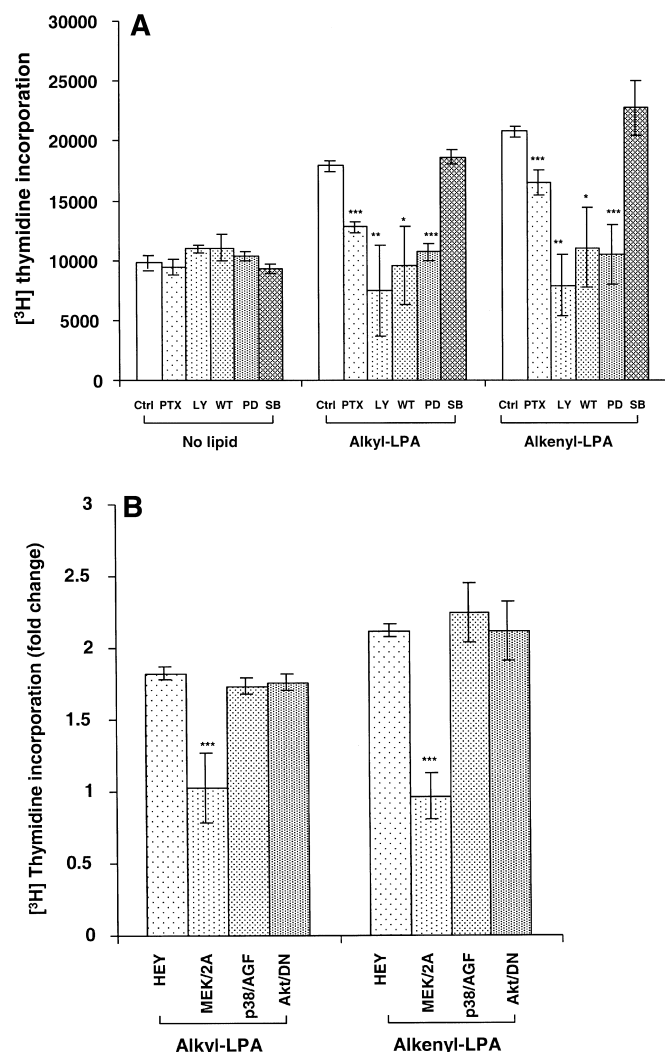 A
30000
25000
20000
15000
10000
5000
0
[³H] thymidine incorporation
*** ** * ***
*** ** * ***
Ctrl PTX LY WT PD SB Ctrl PTX LY WT PD SB Ctrl PTX LY WT PD SB
No lipid Alkyl-LPA Alkenyl-LPA
B
3
2.5
2
1.5
1
0.5
0
[³H] Thymidine incorporation (fold change)
*** ***
HEY MEK/2A p38/AGF Akt/DN HEY MEK/2A p38/AGF Akt/DN
Alkyl-LPA Alkenyl-LPA